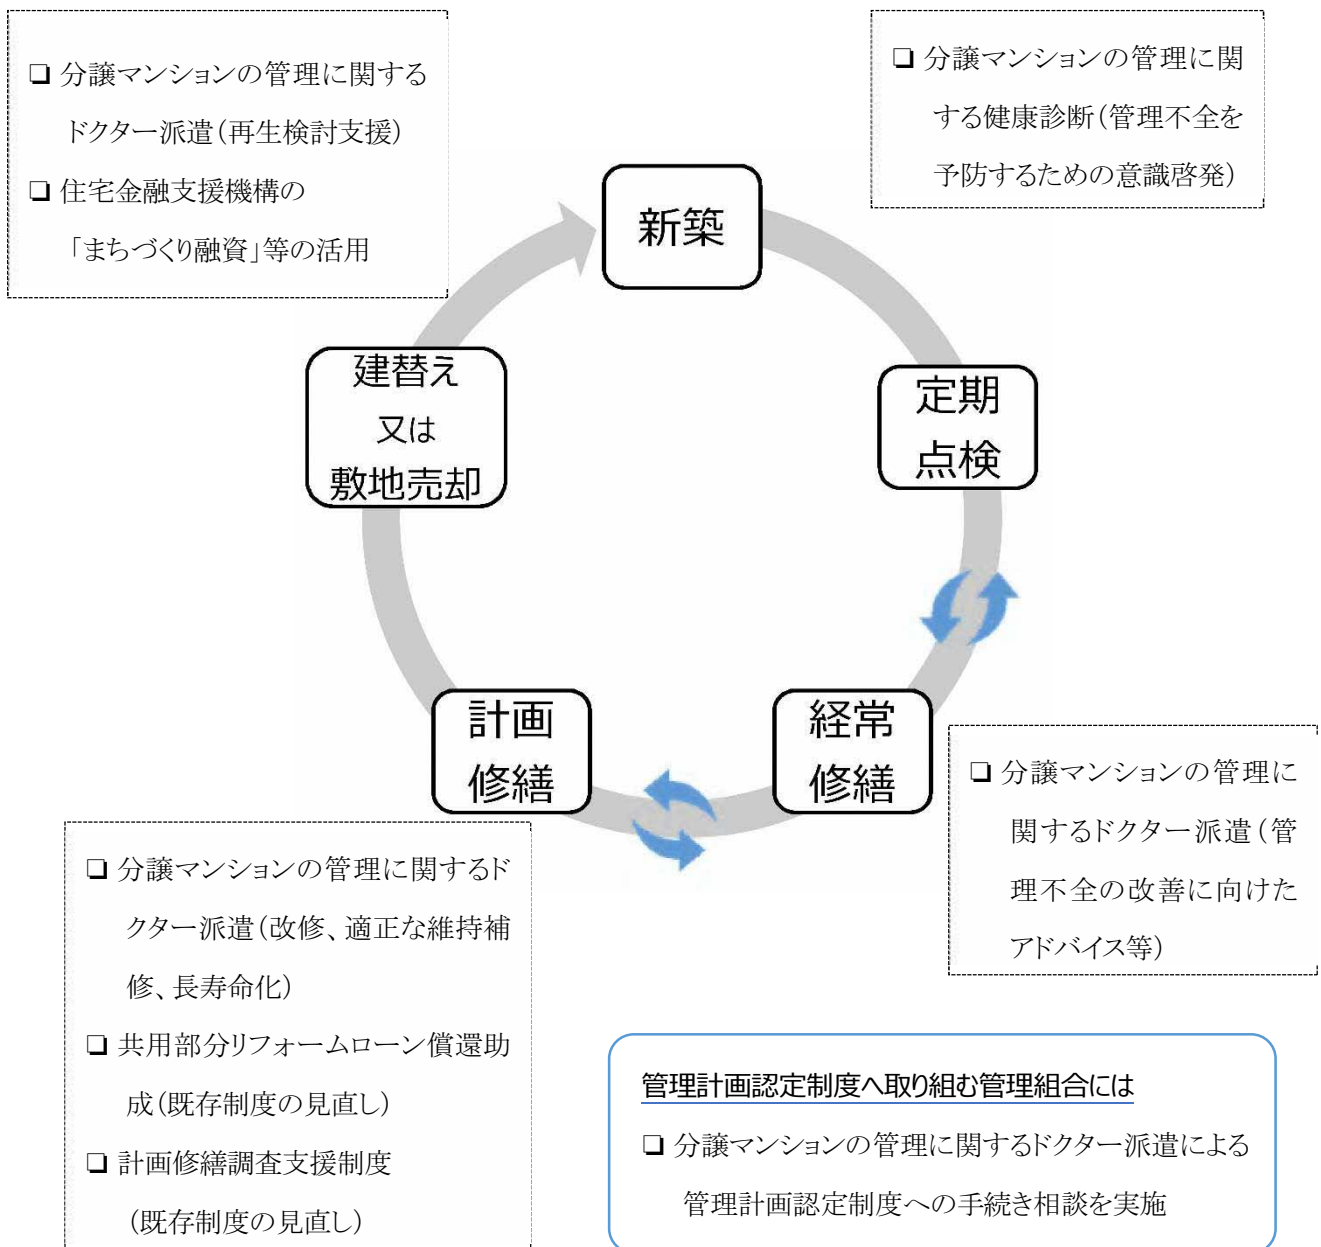 ❏ 分譲マンションの管理に関する
ドクター派遣（再生検討支援）
❏ 住宅金融支援機構の
「まちづくり融資」等の活用
❏ 分譲マンションの管理に関
する健康診断（管理不全を
予防するための意識啓発）
新築
建替え
又は
敷地売却
定期
点検
計画
修繕
経常
修繕
❏ 分譲マンションの管理に
関するドクター派遣（管
理不全の改善に向けた
アドバイス等）
❏ 分譲マンションの管理に関するド
クター派遣（改修、適正な維持補
修、長寿命化）
❏ 共用部分リフォームローン償還助
成（既存制度の見直し）
❏ 計画修繕調査支援制度
（既存制度の見直し）
管理計画認定制度へ取り組む管理組合には
❏ 分譲マンションの管理に関するドクター派遣による
管理計画認定制度への手続き相談を実施